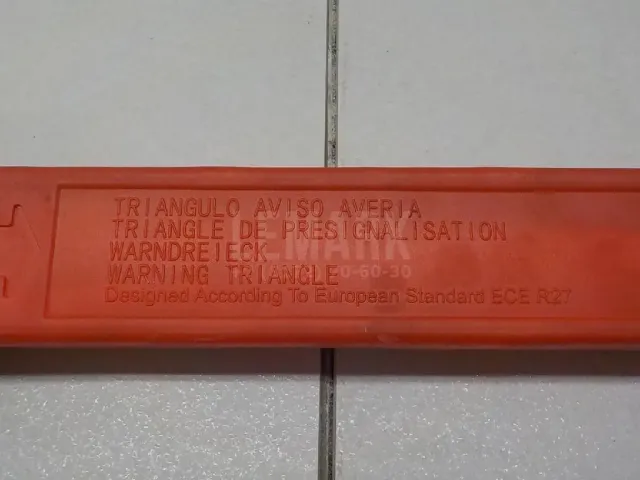 TRIANGULO AVISO AVERIA
TRIANGLE DE PRESIGNALISATION
WARNDREIECK
WARNING TRIANGLE
Designed According To European Standard ECE R27